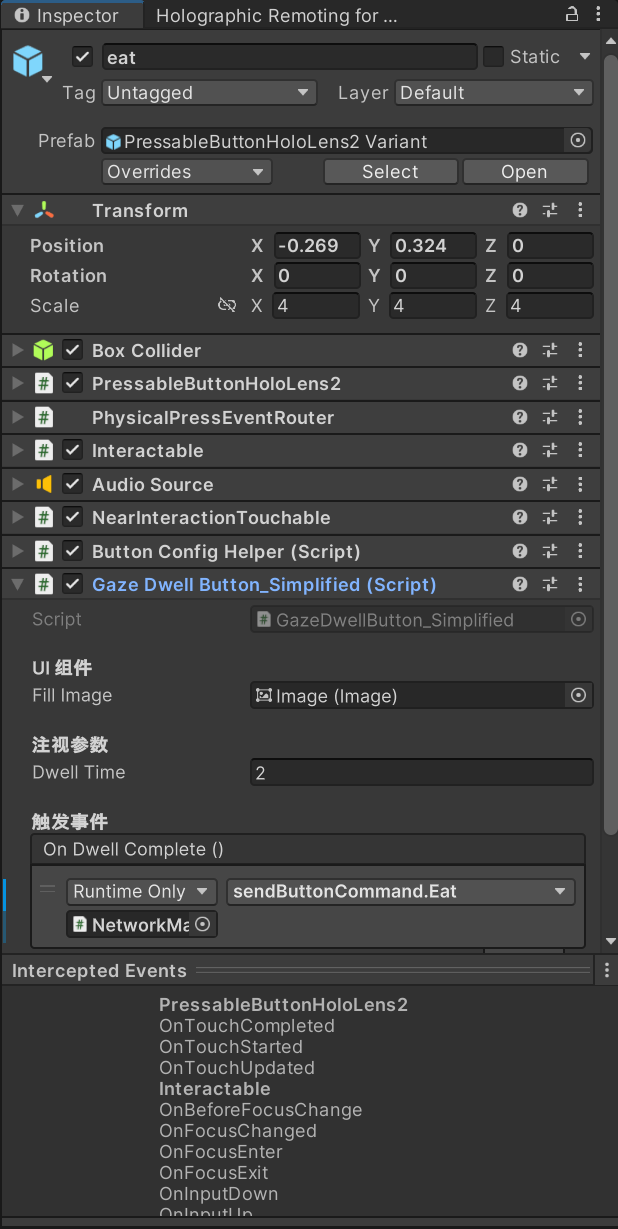 Inspector Holographic Remoting for ...
eat Static
Tag Untagged Layer Default
Prefab PressableButtonHoloLens2 Variant
Overrides Select Open
Transform
Position X -0.269 Y 0.324 Z 0
Rotation X 0 Y 0 Z 0
Scale X 4 Y 4 Z 4
Box Collider
PressableButtonHoloLens2
PhysicalPressEventRouter
Interactable
Audio Source
NearInteractionTouchable
Button Config Helper (Script)
Gaze Dwell Button_Simplified (Script)
Script GazeDwellButton_Simplified
UI 组件
Fill Image Image (Image)
注视参数
Dwell Time 2
触发事件
On Dwell Complete ()
Runtime Only sendButtonCommand.Eat
NetworkMa
Intercepted Events
PressableButtonHoloLens2
OnTouchCompleted
OnTouchStarted
OnTouchUpdated
Interactable
OnBeforeFocusChange
OnFocusChanged
OnFocusEnter
OnFocusExit
OnInputDown
OnInputUp